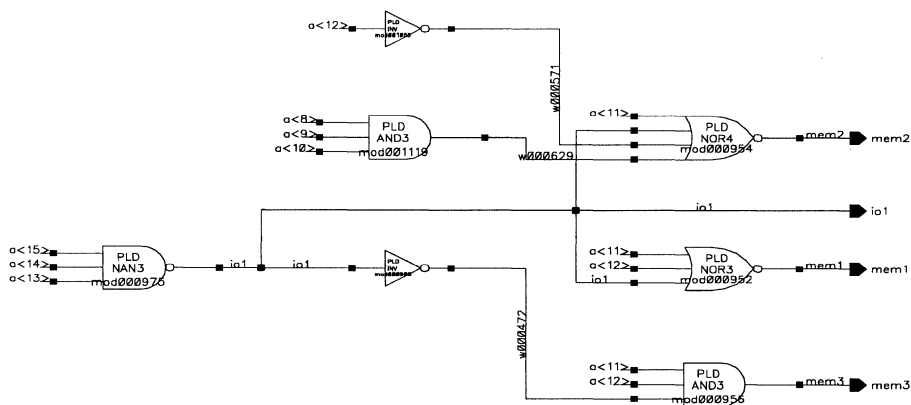 a<12>
PLD
INV
w000571
a<8>
a<9>
a<10>
PLD
AND3
mod001119
w000629
a<11>
PLD
NOR4
mod000954
mem2
mem2
io1
io1
a<15>
a<14>
a<13>
PLD
NAN3
mod000975
io1
io1
PLD
INV
a<11>
a<12>
io1
PLD
NOR3
mod000952
mem1
mem1
w000472
a<11>
a<12>
PLD
AND3
mod000956
mem3
mem3